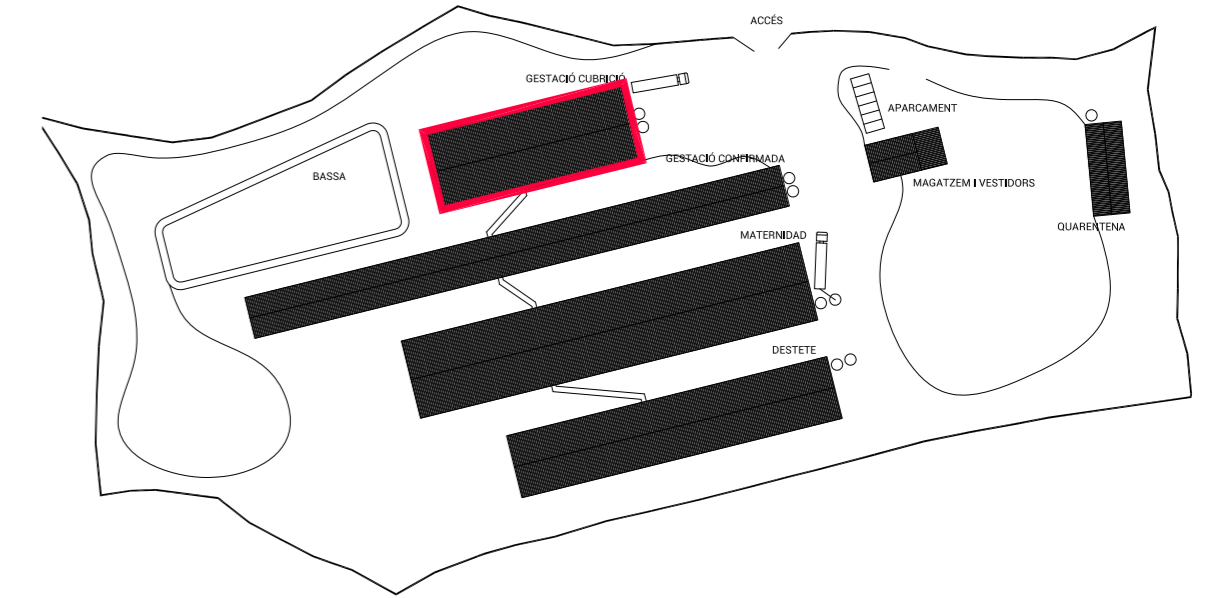 ACCÉS
GESTACIÓ CUBRICIÓ
APARCAMENT
GESTACIÓ CONFIRMADA
BASSA
MAGATZEM I VESTIDORS
QUARENTENA
MATERNIDAD
DESTETE